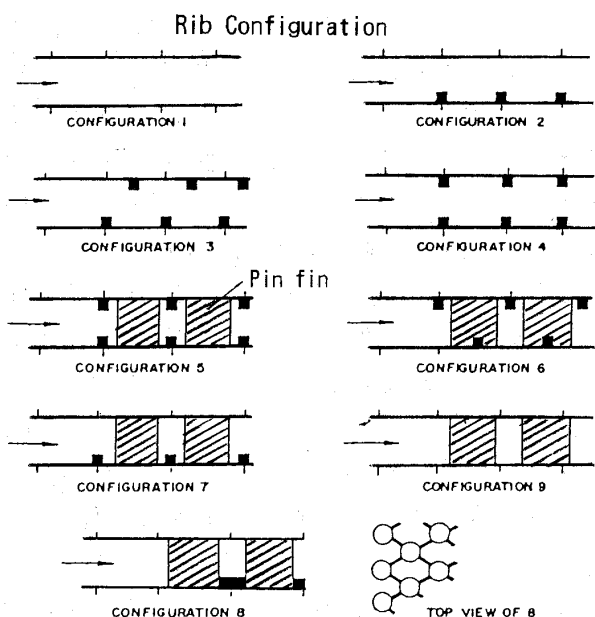 Rib Configuration
CONFIGURATION 1
CONFIGURATION 2
CONFIGURATION 3
CONFIGURATION 4
Pin fin
CONFIGURATION 5
CONFIGURATION 6
CONFIGURATION 7
CONFIGURATION 9
CONFIGURATION 8
TOP VIEW OF 8